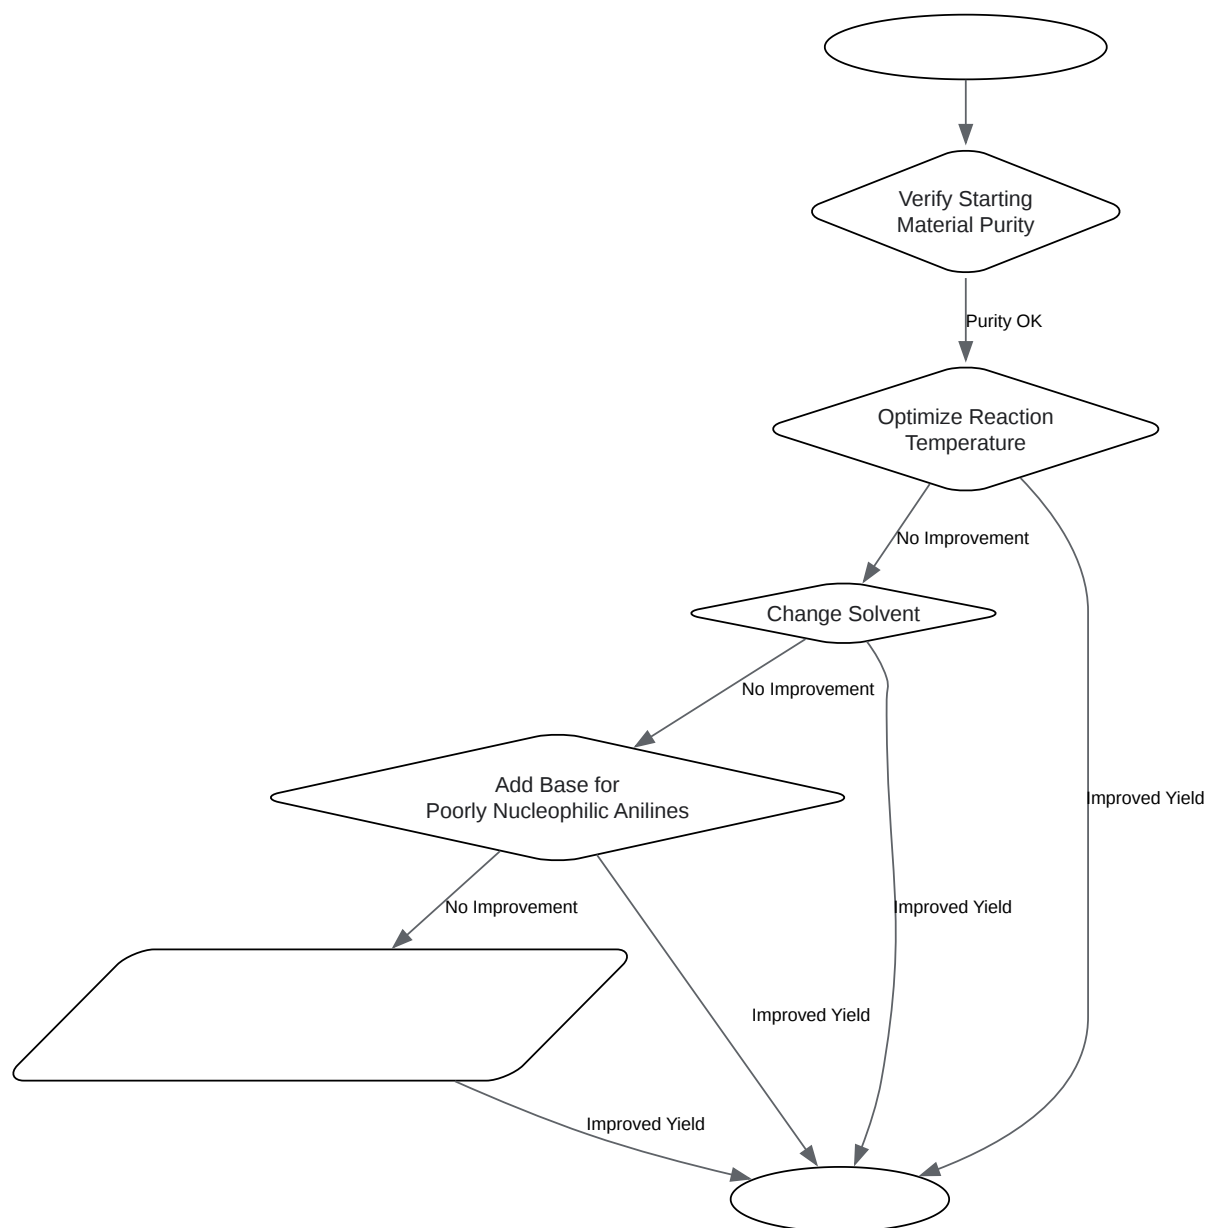 Verify Starting
Material Purity
Purity OK
Optimize Reaction
Temperature
No Improvement
Change Solvent
No Improvement
Add Base for
Poorly Nucleophilic Anilines
Improved Yield
No Improvement
Improved Yield
Improved Yield
Improved Yield